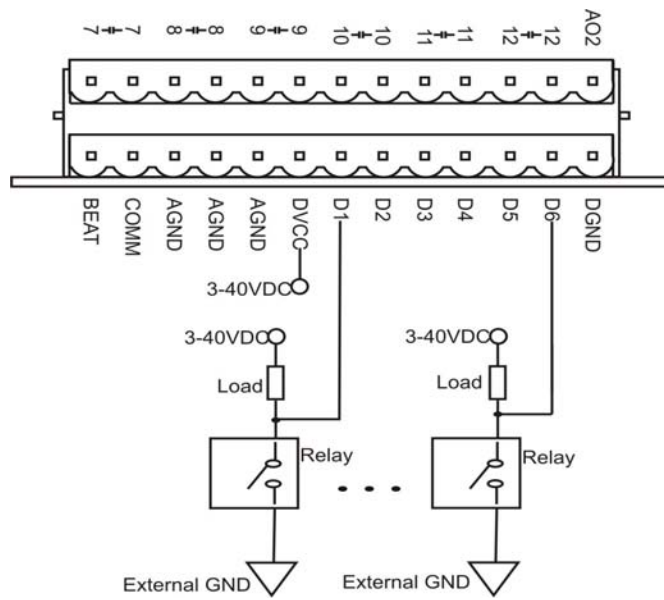 7 7 8 8 9 9 10 10 11 11 12 12 AO2
BEAT COMM AGND AGND AGND DVCC D1 D2 D3 D4 D5 D6 DGND
3-40VDC
3-40VDC 3-40VDC
Load Load
Relay Relay
External GND External GND